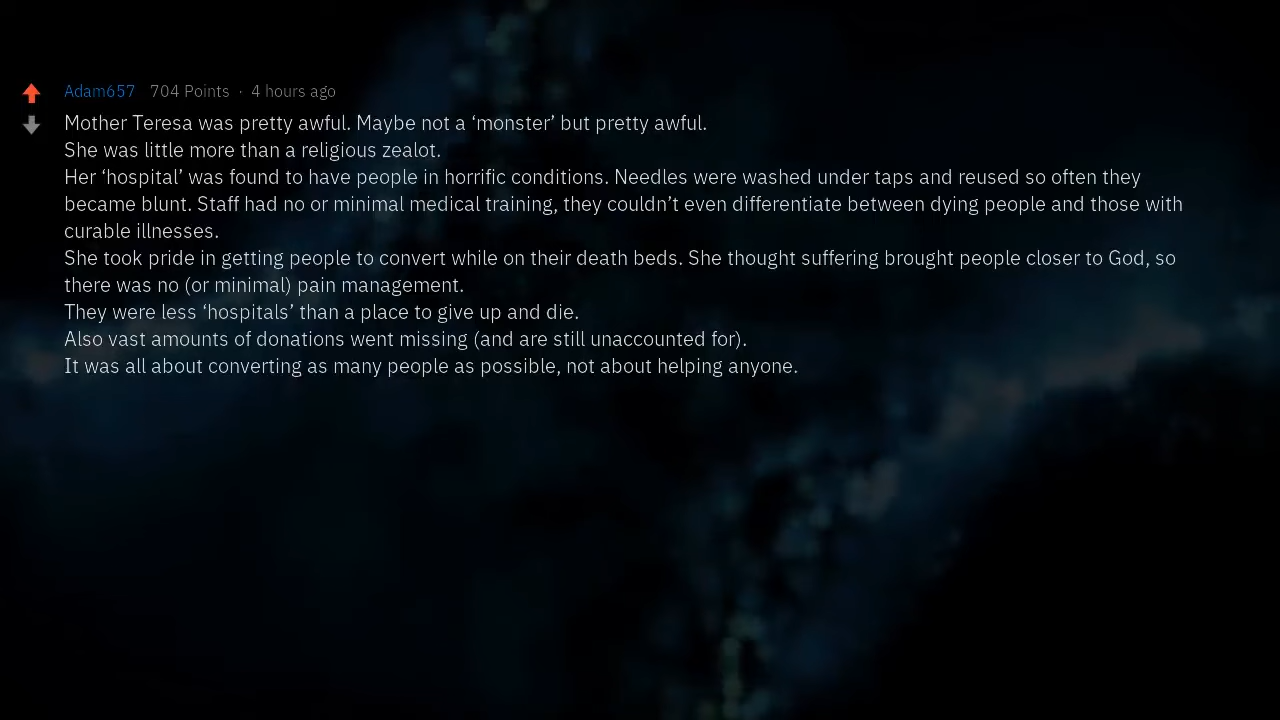 Adam657 704 Points · 4 hours ago
Mother Teresa was pretty awful. Maybe not a ‘monster’ but pretty awful.
She was little more than a religious zealot.
Her ‘hospital’ was found to have people in horrific conditions. Needles were washed under taps and reused so often they
became blunt. Staff had no or minimal medical training, they couldn’t even differentiate between dying people and those with
curable illnesses.
She took pride in getting people to convert while on their death beds. She thought suffering brought people closer to God, so
there was no (or minimal) pain management.
They were less ‘hospitals’ than a place to give up and die.
Also vast amounts of donations went missing (and are still unaccounted for).
It was all about converting as many people as possible, not about helping anyone.